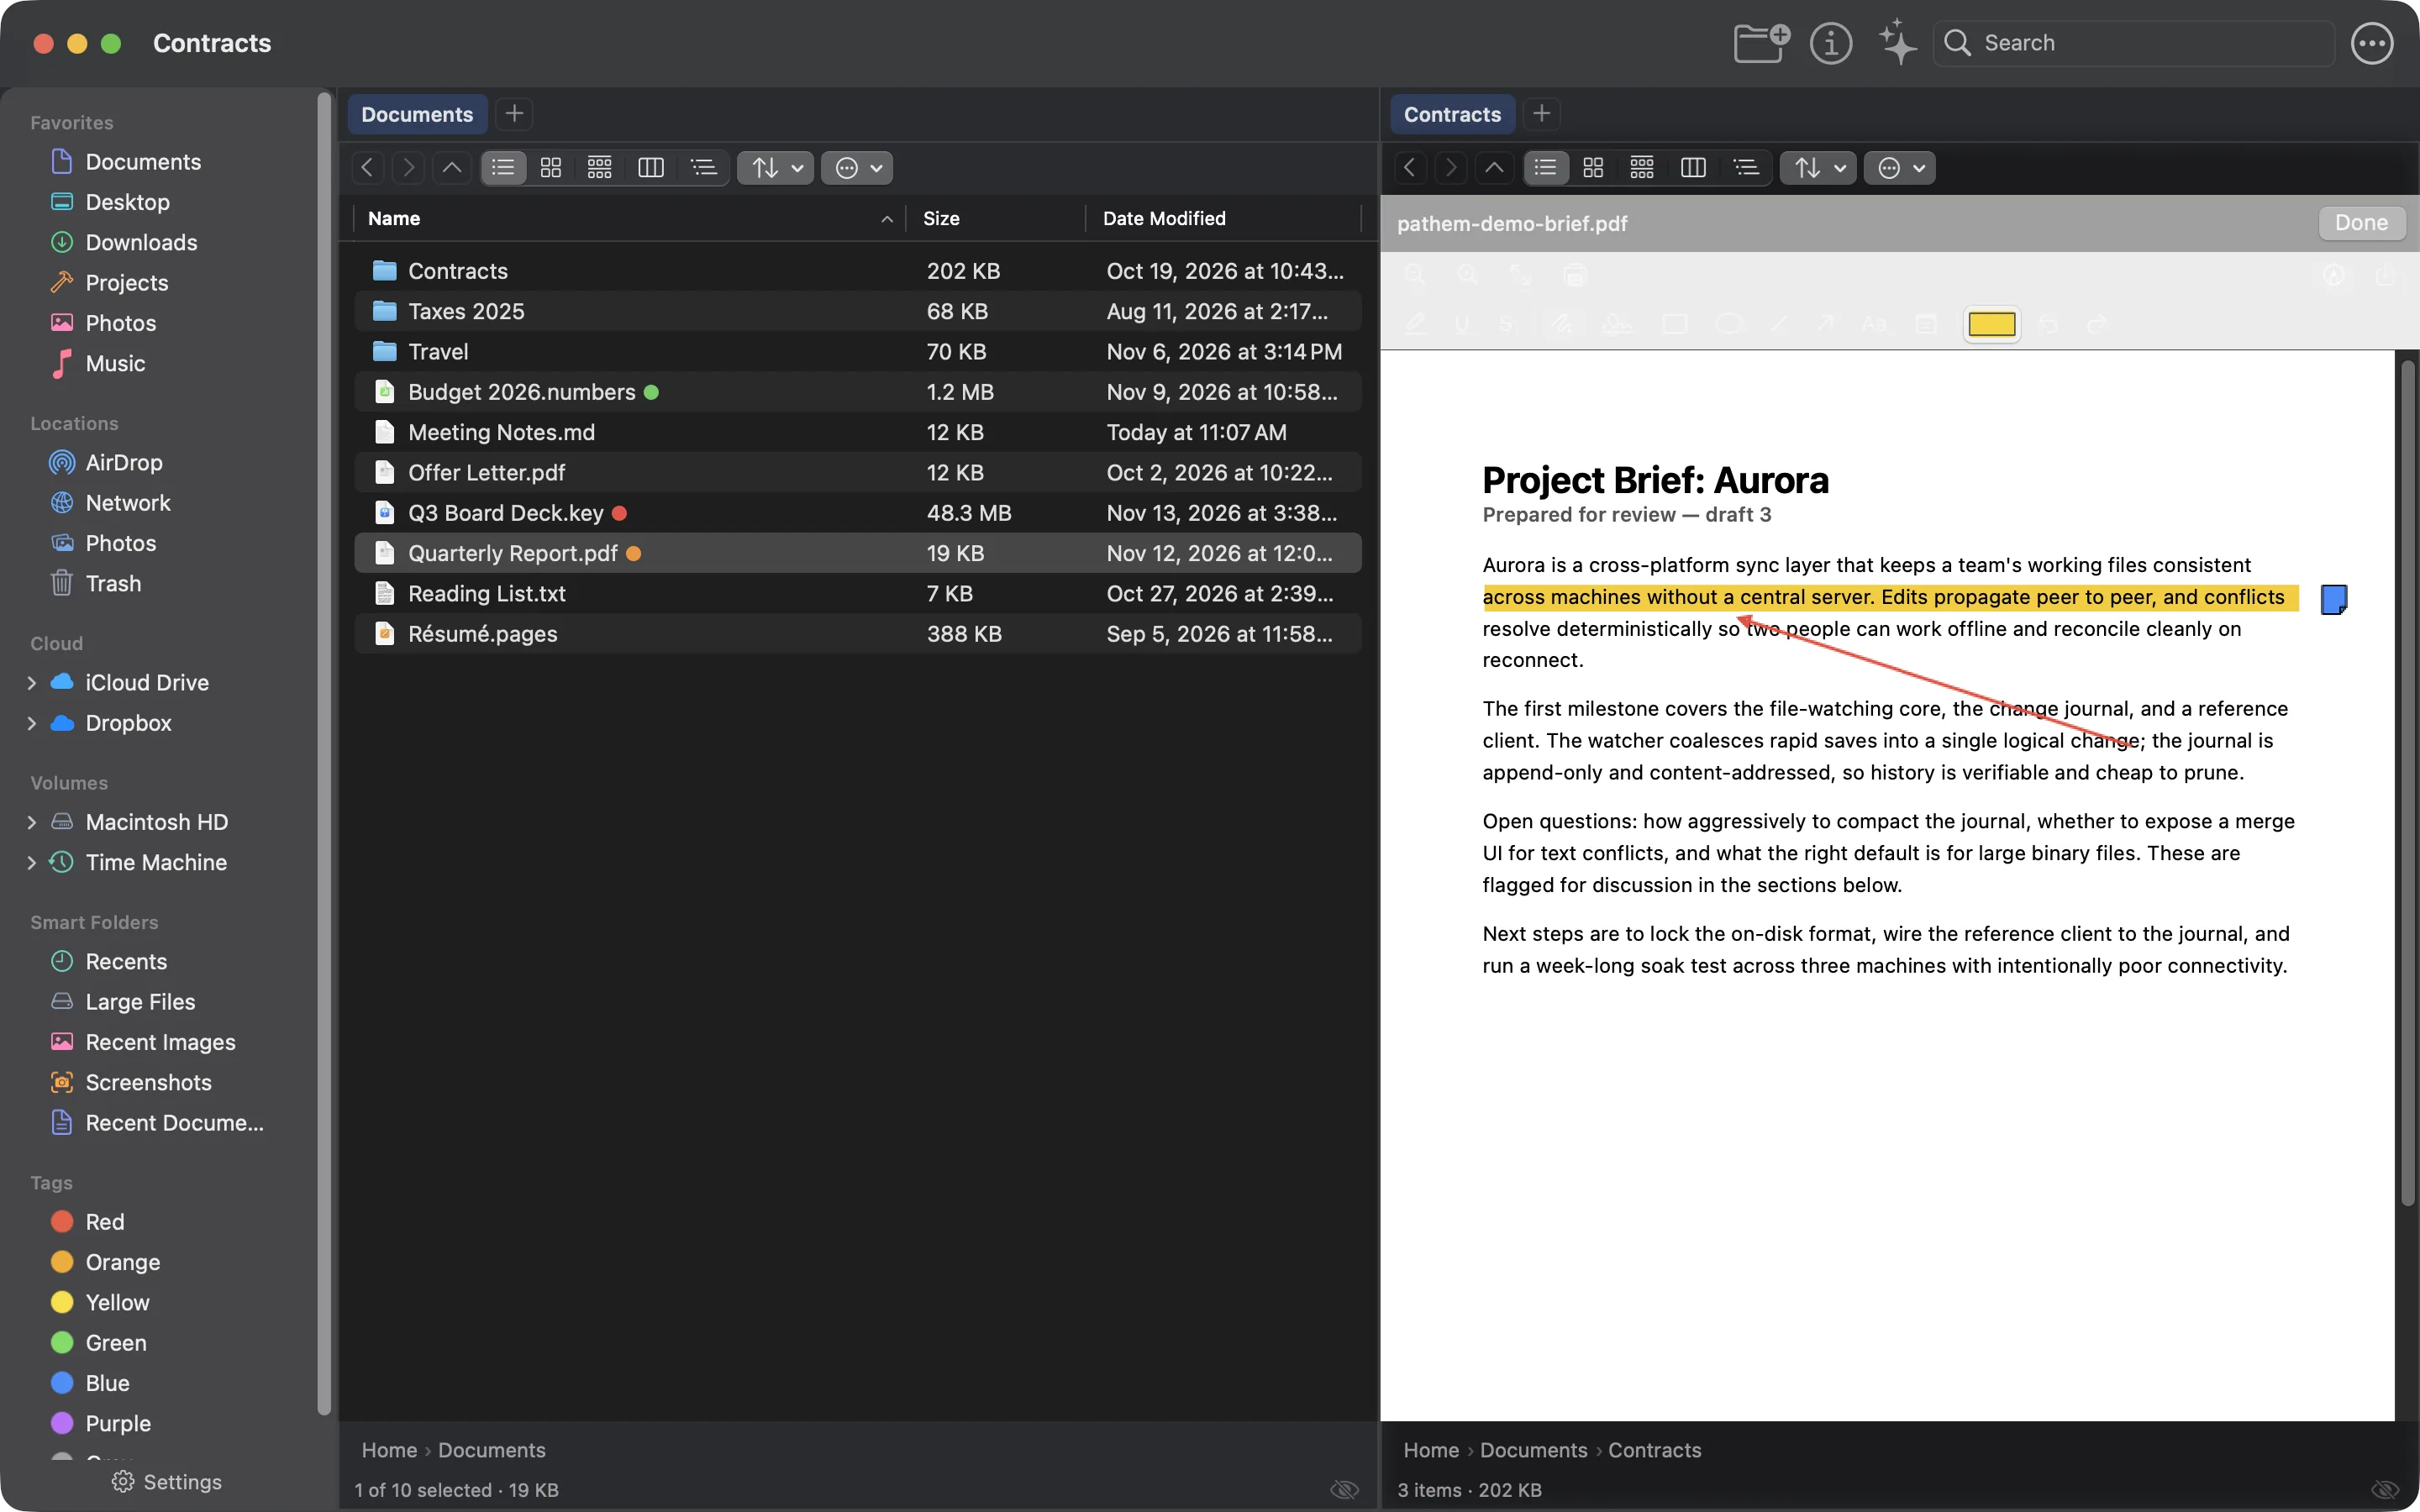 Contracts
Search
Favorites
Documents
Desktop
Downloads
Projects
Photos
Music
Locations
AirDrop
Network
Photos
Trash
Cloud
iCloud Drive
Dropbox
Volumes
Macintosh HD
Time Machine
Smart Folders
Recents
Large Files
Recent Images
Screenshots
Recent Docume...
Tags
Red
Orange
Yellow
Green
Blue
Purple
Settings
Documents
Name Size Date Modified
Contracts 202 KB Oct 19, 2026 at 10:43...
Taxes 2025 68 KB Aug 11, 2026 at 2:17...
Travel 70 KB Nov 6, 2026 at 3:14 PM
Budget 2026.numbers 1.2 MB Nov 9, 2026 at 10:58...
Meeting Notes.md 12 KB Today at 11:07 AM
Offer Letter.pdf 12 KB Oct 2, 2026 at 10:22...
Q3 Board Deck.key 48.3 MB Nov 13, 2026 at 3:38...
Quarterly Report.pdf 19 KB Nov 12, 2026 at 12:0...
Reading List.txt 7 KB Oct 27, 2026 at 2:39...
Résumé.pages 388 KB Sep 5, 2026 at 11:58...
Home › Documents
1 of 10 selected · 19 KB
Contracts
pathem-demo-brief.pdf Done
U S Aa
Project Brief: Aurora
Prepared for review — draft 3
Aurora is a cross-platform sync layer that keeps a team's working files consistent
across machines without a central server. Edits propagate peer to peer, and conflicts
resolve deterministically so two people can work offline and reconcile cleanly on
reconnect.
The first milestone covers the file-watching core, the change journal, and a reference
client. The watcher coalesces rapid saves into a single logical change; the journal is
append-only and content-addressed, so history is verifiable and cheap to prune.
Open questions: how aggressively to compact the journal, whether to expose a merge
UI for text conflicts, and what the right default is for large binary files. These are
flagged for discussion in the sections below.
Next steps are to lock the on-disk format, wire the reference client to the journal, and
run a week-long soak test across three machines with intentionally poor connectivity.
Home › Documents › Contracts
3 items · 202 KB